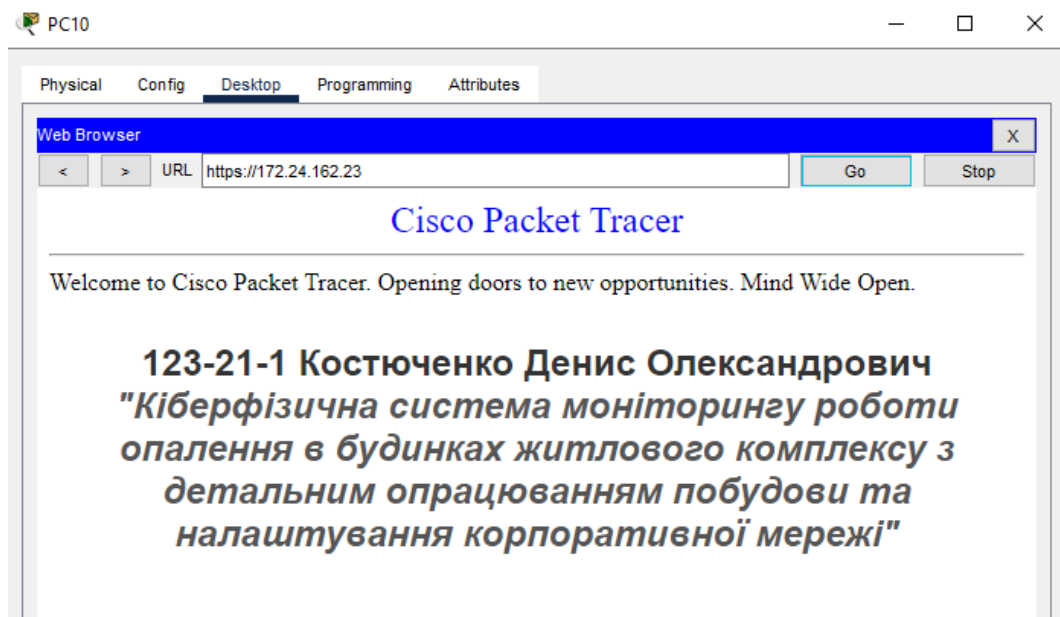 PC10
Physical Config Desktop Programming Attributes
Web Browser X
< > URL https://172.24.162.23 Go Stop
Cisco Packet Tracer
Welcome to Cisco Packet Tracer. Opening doors to new opportunities. Mind Wide Open.
123-21-1 Костюченко Денис Олександрович
"Кіберфізична система моніторингу роботи
опалення в будинках житлового комплексу з
детальним опрацюванням побудови та
налаштування корпоративної мережі"